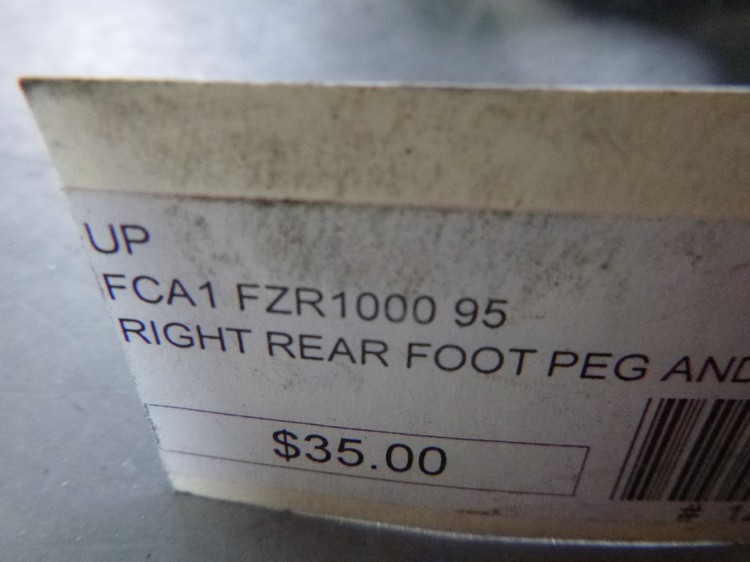 UP
FCA1 FZR1000 95
RIGHT REAR FOOT PEG AND
$35.00
#